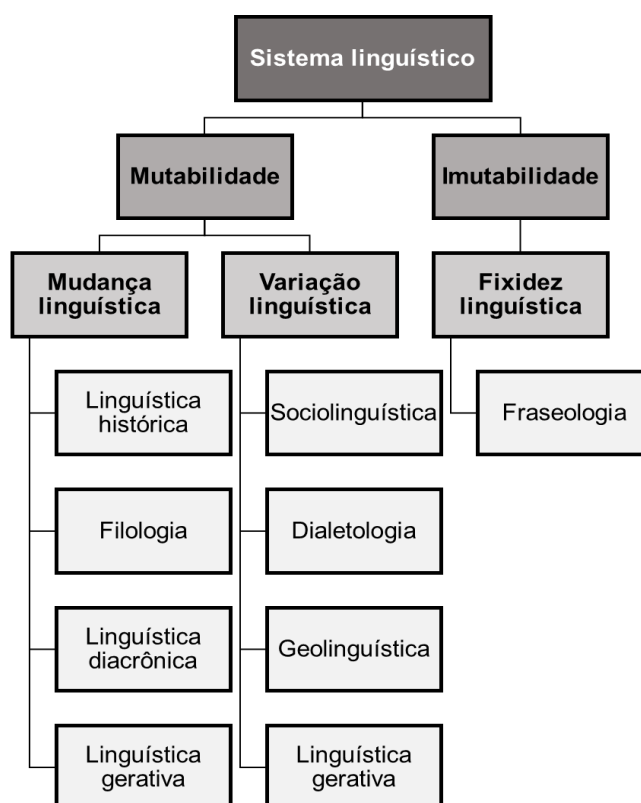 Sistema linguístico
Mutabilidade
Imutabilidade
Mudança
linguística
Variação
linguística
Fixidez
linguística
Linguística
histórica
Sociolinguística
Fraseologia
Filologia
Dialetologia
Linguística
diacrônica
Geolinguística
Linguística
gerativa
Linguística
gerativa